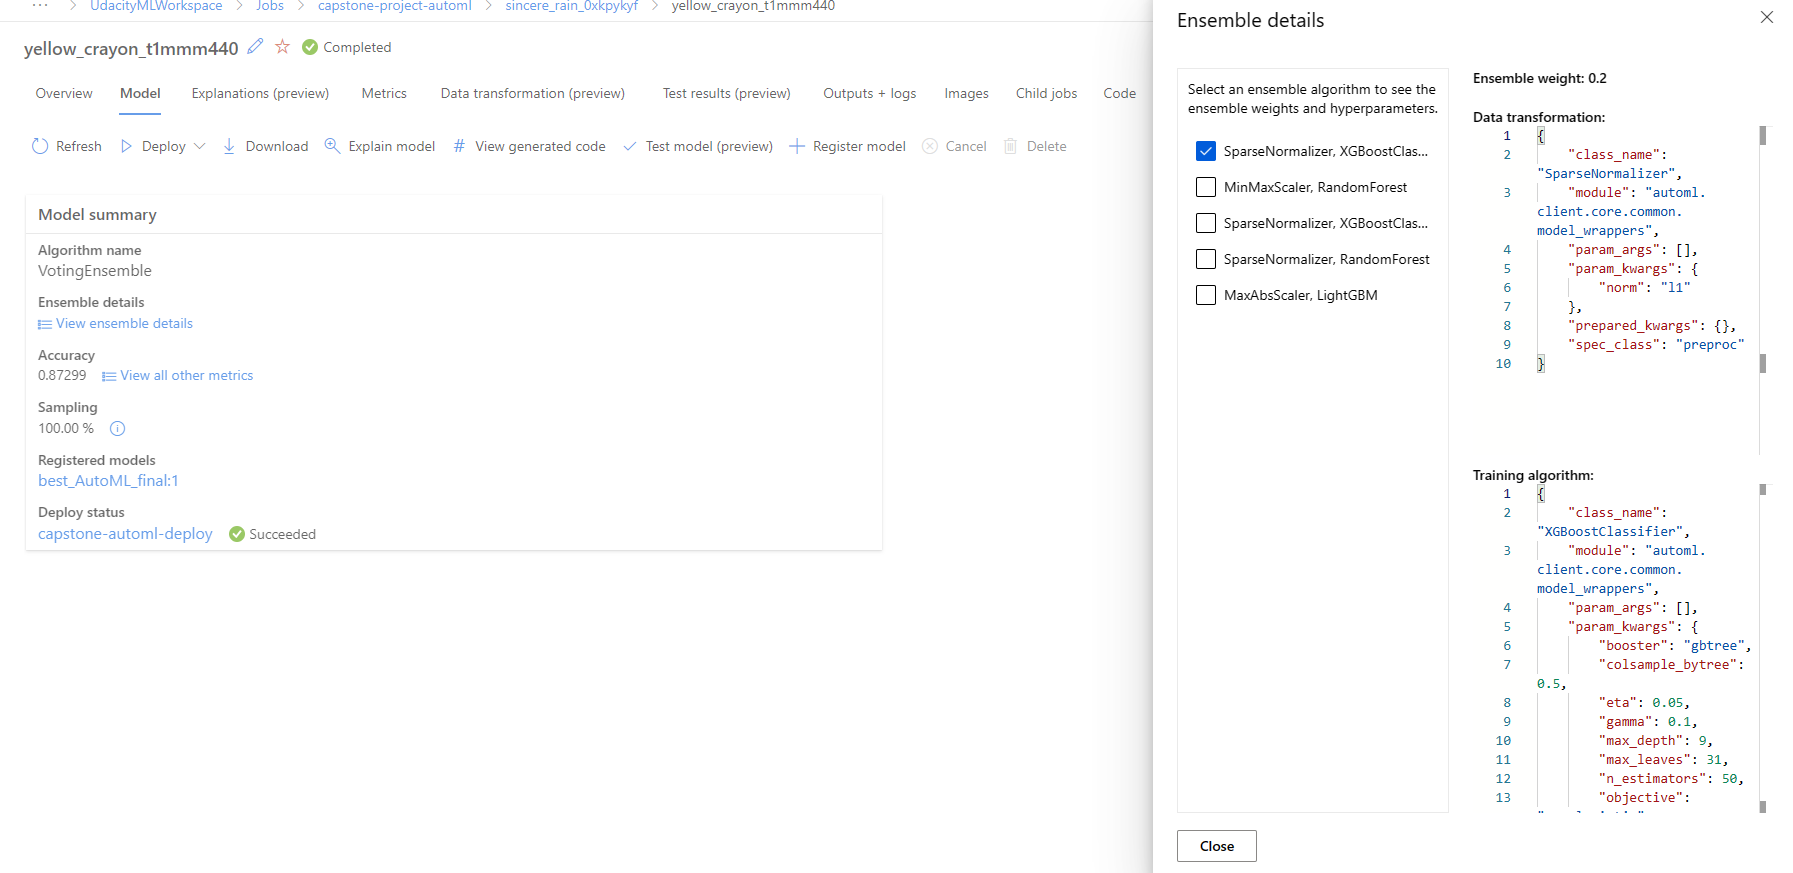 ··· > UdacityMLWorkspace > Jobs > capstone-project-automl > sincere_rain_0xkpykyf > yellow_crayon_t1mmm440
yellow_crayon_t1mmm440 Completed
Overview Model Explanations (preview) Metrics Data transformation (preview) Test results (preview) Outputs + logs Images Child jobs Code
Refresh Deploy Download Explain model # View generated code Test model (preview) Register model Cancel Delete
Model summary
Algorithm name
VotingEnsemble
Ensemble details
View ensemble details
Accuracy
0.87299 View all other metrics
Sampling
100.00 %
Registered models
best_AutoML_final:1
Deploy status
capstone-automl-deploy Succeeded
Ensemble details
Select an ensemble algorithm to see the
ensemble weights and hyperparameters.
SparseNormalizer, XGBoostClas...
MinMaxScaler, RandomForest
SparseNormalizer, XGBoostClas...
SparseNormalizer, RandomForest
MaxAbsScaler, LightGBM
Close
Ensemble weight: 0.2
Data transformation:
1 {
2 "class_name":
"SparseNormalizer",
3 "module": "automl.
client.core.common.
model_wrappers",
4 "param_args": [],
5 "param_kwargs": {
6 "norm": "l1"
7 },
8 "prepared_kwargs": {},
9 "spec_class": "preproc"
10 }
Training algorithm:
1 {
2 "class_name":
"XGBoostClassifier",
3 "module": "automl.
client.core.common.
model_wrappers",
4 "param_args": [],
5 "param_kwargs": {
6 "booster": "gbtree",
7 "colsample_bytree":
0.5,
8 "eta": 0.05,
9 "gamma": 0.1,
10 "max_depth": 9,
11 "max_leaves": 31,
12 "n_estimators": 50,
13 "objective":